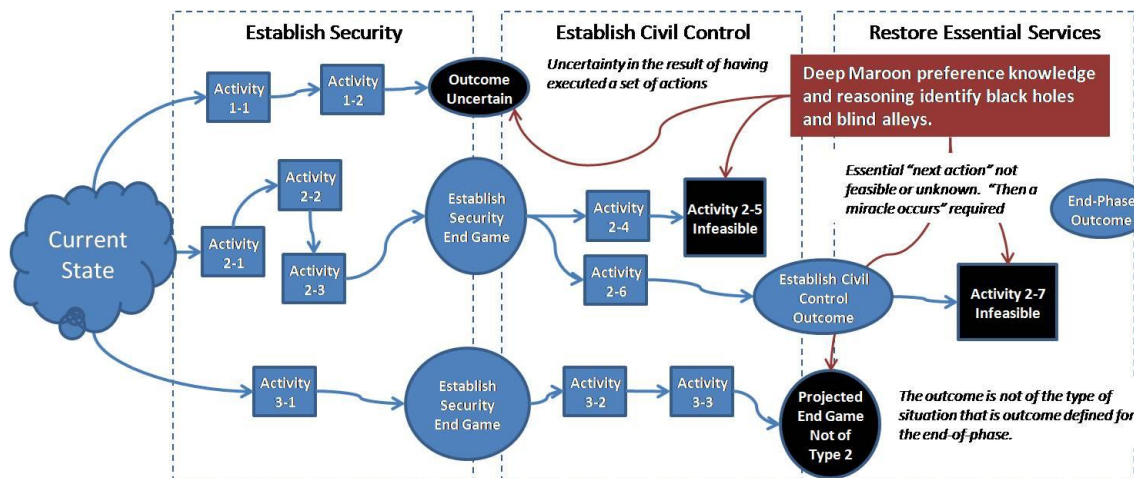 Establish Security
Establish Civil Control
Restore Essential Services
Activity
1-1
Activity
1-2
Outcome
Uncertain
Uncertainty in the result of having
executed a set of actions
Deep Maroon preference knowledge
and reasoning identify black holes
and blind alleys.
Current
State
Activity
2-1
Activity
2-2
Activity
2-3
Establish
Security
End Game
Activity
2-4
Activity 2-5
Infeasible
Activity
2-6
Establish Civil
Control
Outcome
Essential “next action” not
feasible or unknown. “Then a
miracle occurs” required
End-Phase
Outcome
Activity 2-7
Infeasible
Activity
3-1
Establish
Security
End Game
Activity
3-2
Activity
3-3
Projected
End Game
Not of
Type 2
The outcome is not of the type of
situation that is outcome defined for
the end-of-phase.